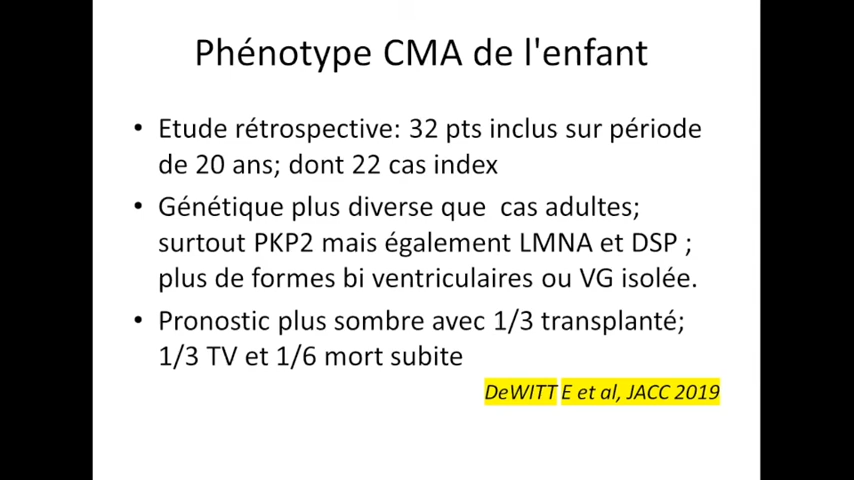 Phénotype CMA de l'enfant
• Etude rétrospective: 32 pts inclus sur période
de 20 ans; dont 22 cas index
• Génétique plus diverse que cas adultes;
surtout PKP2 mais également LMNA et DSP ;
plus de formes bi ventriculaires ou VG isolée.
• Pronostic plus sombre avec 1/3 transplanté;
1/3 TV et 1/6 mort subite
DeWITT E et al, JACC 2019